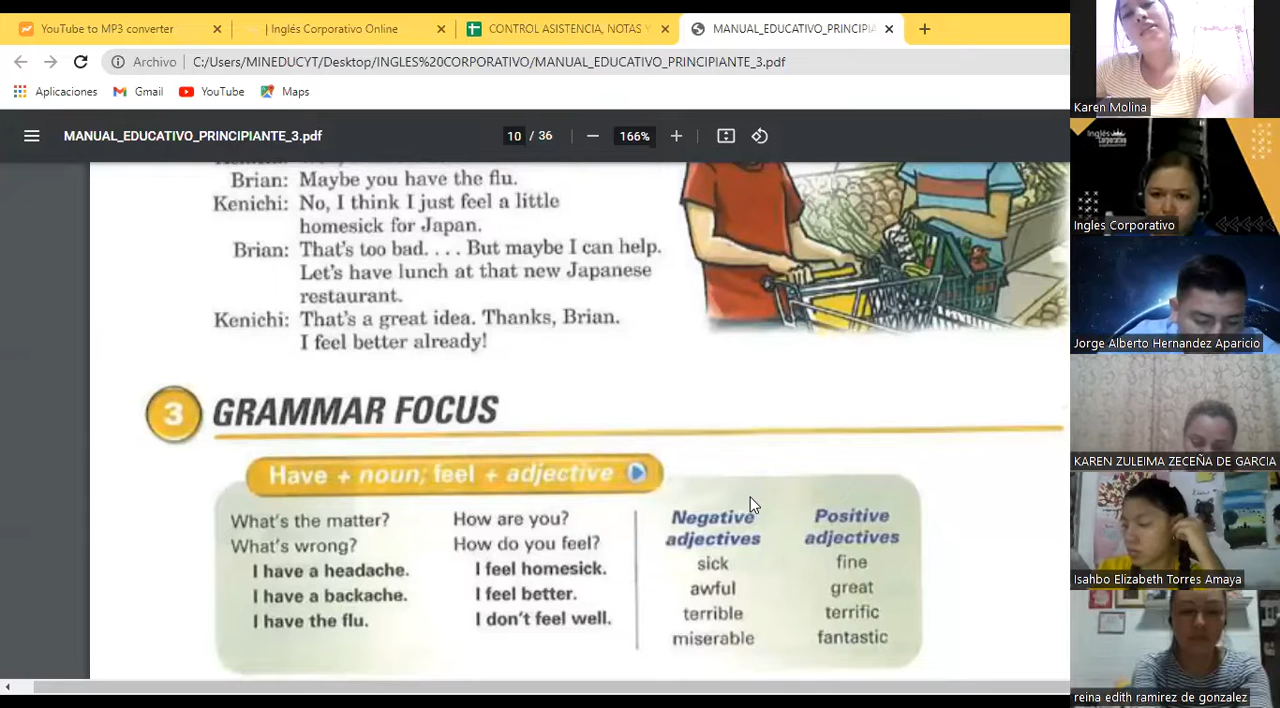 YouTube to MP3 converter
| Inglés Corporativo Online
CONTROL ASISTENCIA, NOTAS Y
MANUAL_EDUCATIVO_PRINCIPIA
Archivo
C:/Users/MINEDUCYT/Desktop/INGLES%20CORPORATIVO/MANUAL_EDUCATIVO_PRINCIPIANTE_3.pdf
Aplicaciones
Gmail
YouTube
Maps
MANUAL_EDUCATIVO_PRINCIPIANTE_3.pdf
10 / 36
166%
Brian: Maybe you have the flu.
Kenichi: No, I think I just feel a little
homesick for Japan.
Brian: That's too bad. . . . But maybe I can help.
Let's have lunch at that new Japanese
restaurant.
Kenichi: That's a great idea. Thanks, Brian.
I feel better already!
3 GRAMMAR FOCUS
Have + noun; feel + adjective
What's the matter?
What's wrong?
I have a headache.
I have a backache.
I have the flu.
How are you?
How do you feel?
I feel homesick.
I feel better.
I don't feel well.
Negative
adjectives
sick
awful
terrible
miserable
Positive
adjectives
fine
great
terrific
fantastic
Karen Molina
Inglés
Corporativo
Ingles Corporativo
Jorge Alberto Hernandez Aparicio
KAREN ZULEIMA ZECEÑA DE GARCIA
Isahbo Elizabeth Torres Amaya
reina edith ramirez de gonzalez